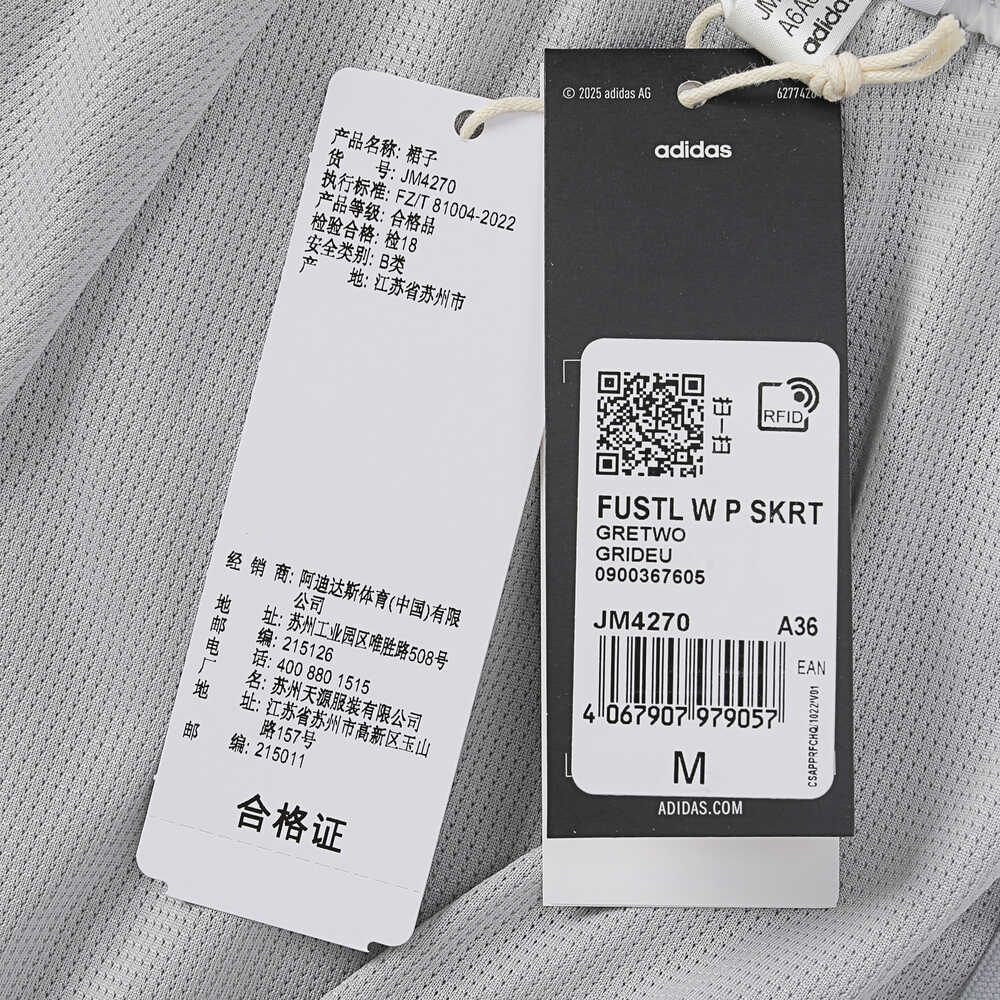 产品名称: 裙子
货 号: JM4270
执行标准: FZ/T 81004-2022
产品等级: 合格品
检验合格: 检18
安全类别: B类
产 地: 江苏省苏州市
经 销 商: 阿迪达斯体育(中国)有限
公司
地 址: 苏州工业园区唯胜路508号
邮 编: 215126
电 话: 400 880 1515
厂 名: 苏州天源服装有限公司
地 址: 江苏省苏州市高新区玉山
路157号
邮 编: 215011
合格证
adidas
© 2025 adidas AG
adidas
RFID
FUSTL W P SKRT
GRETWO
GRIDEU
0900367605
JM4270 A36
EAN
4 067907 979057
CSAPPRFCHQ/1022/V01
M
ADIDAS.COM